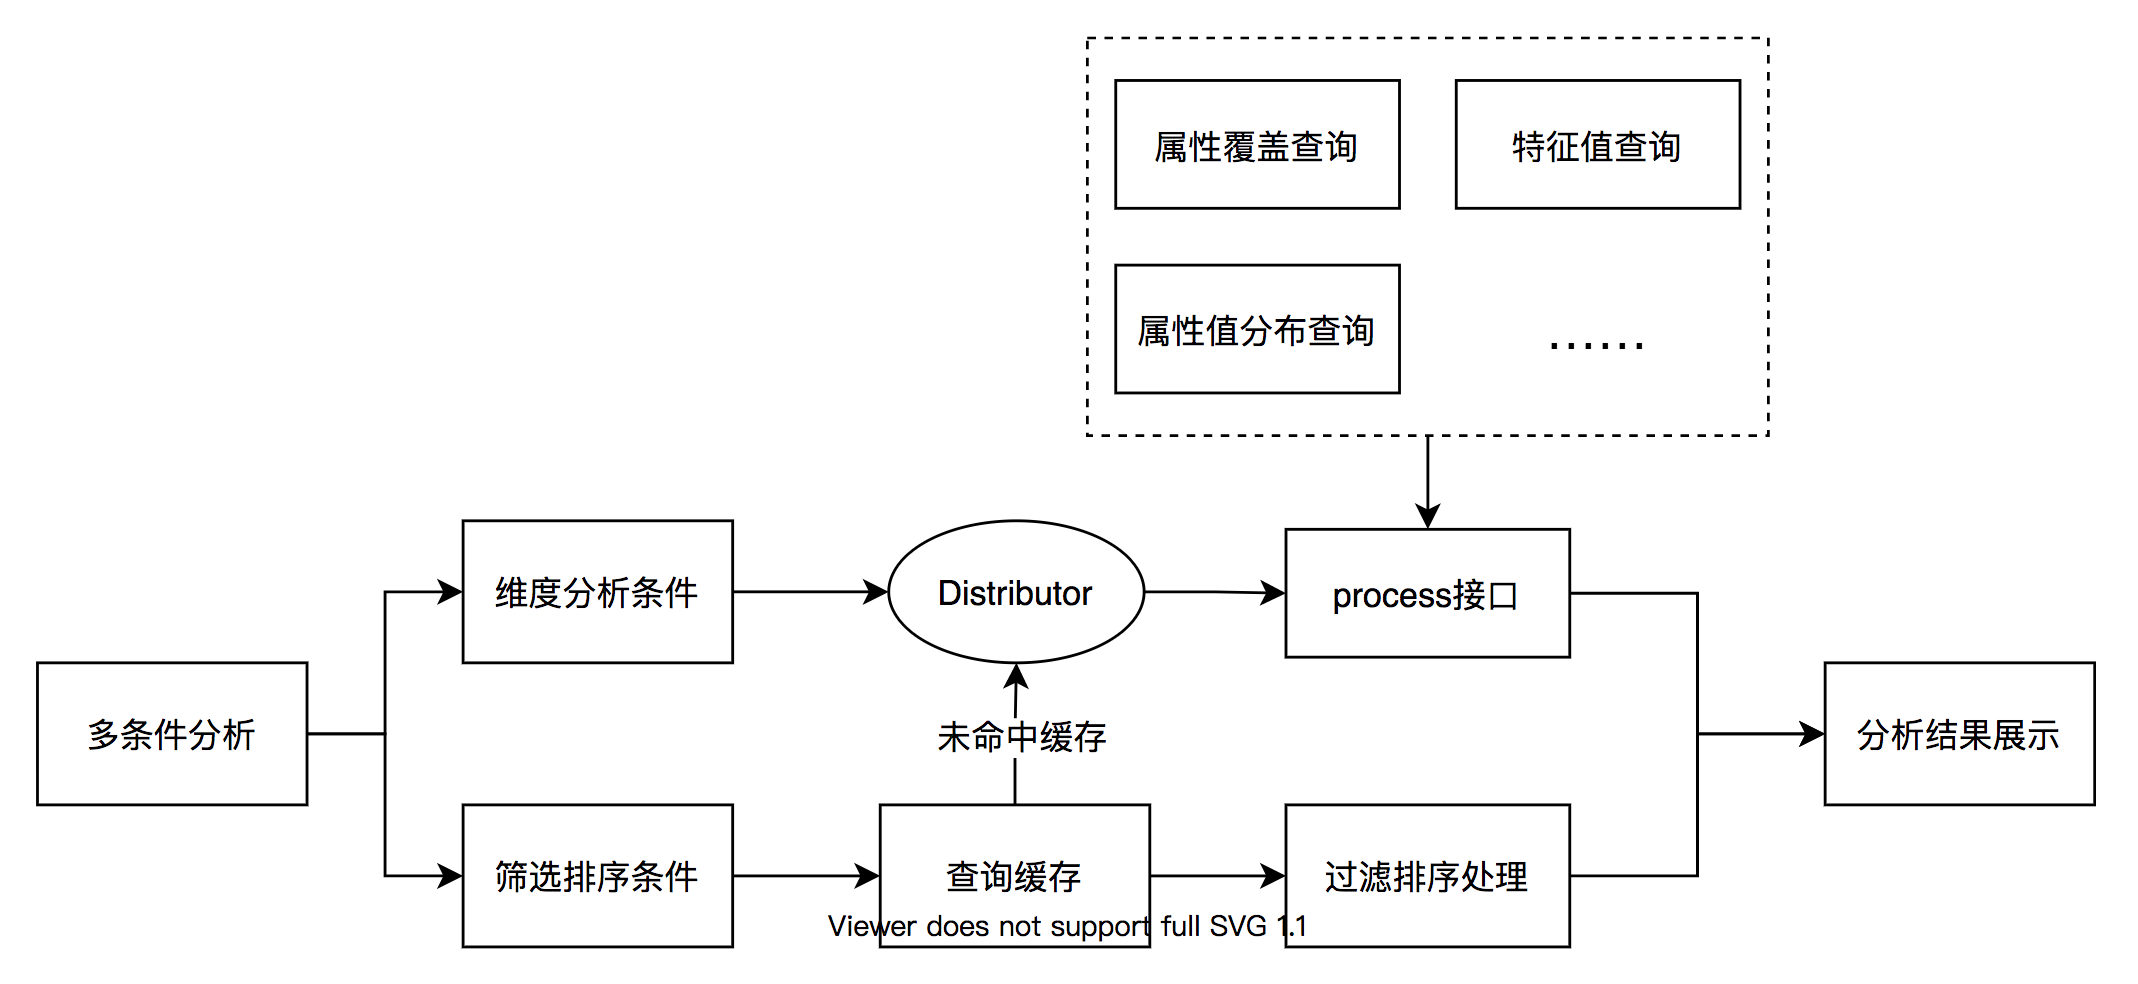 属性覆盖查询
特征值查询
属性值分布查询
......
维度分析条件
Distributor
process接口
多条件分析
未命中缓存
分析结果展示
筛选排序条件
查询缓存
过滤排序处理
Viewer does not support full SVG 1.1